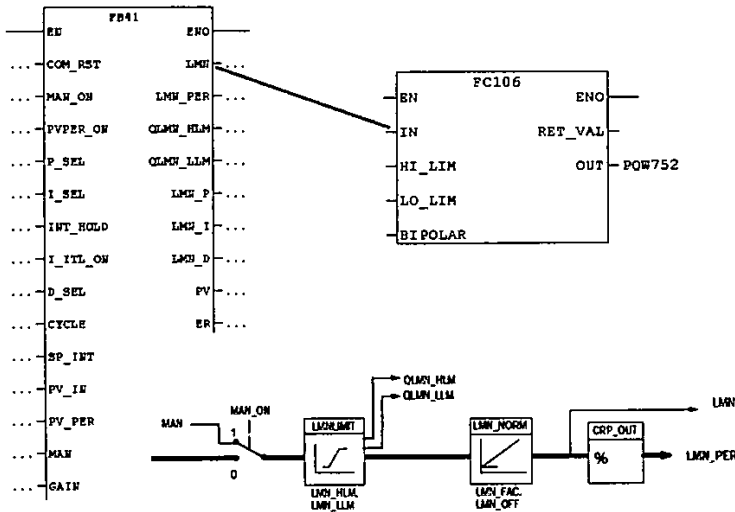 FB41
EN ENO
... COM_RST LMN
... MAN_ON LMN_PER ...
... PVPER_ON QLMN_HLM ...
... P_SEL QLMN_LLM ...
... I_SEL LMN_P ...
... INT_HOLD LMN_I ...
... I_ITL_ON LMN_D ...
... D_SEL PV ...
... CYCLE ER ...
... SP_INT
... PV_IN
... PV_PER
... MAN
... GAIN
FC106
EN ENO
IN RET_VAL
HI_LIM OUT PQW752
LO_LIM
BIPOLAR
MAN
MAN_ON
1
0
LMNLIMIT
LMN_HLM,
LMN_LLM
QLMN_HLM
QLMN_LLM
LMN_NORM
LMN_FAC,
LMN_OFF
CRP_OUT
%
LMN
LMN_PER